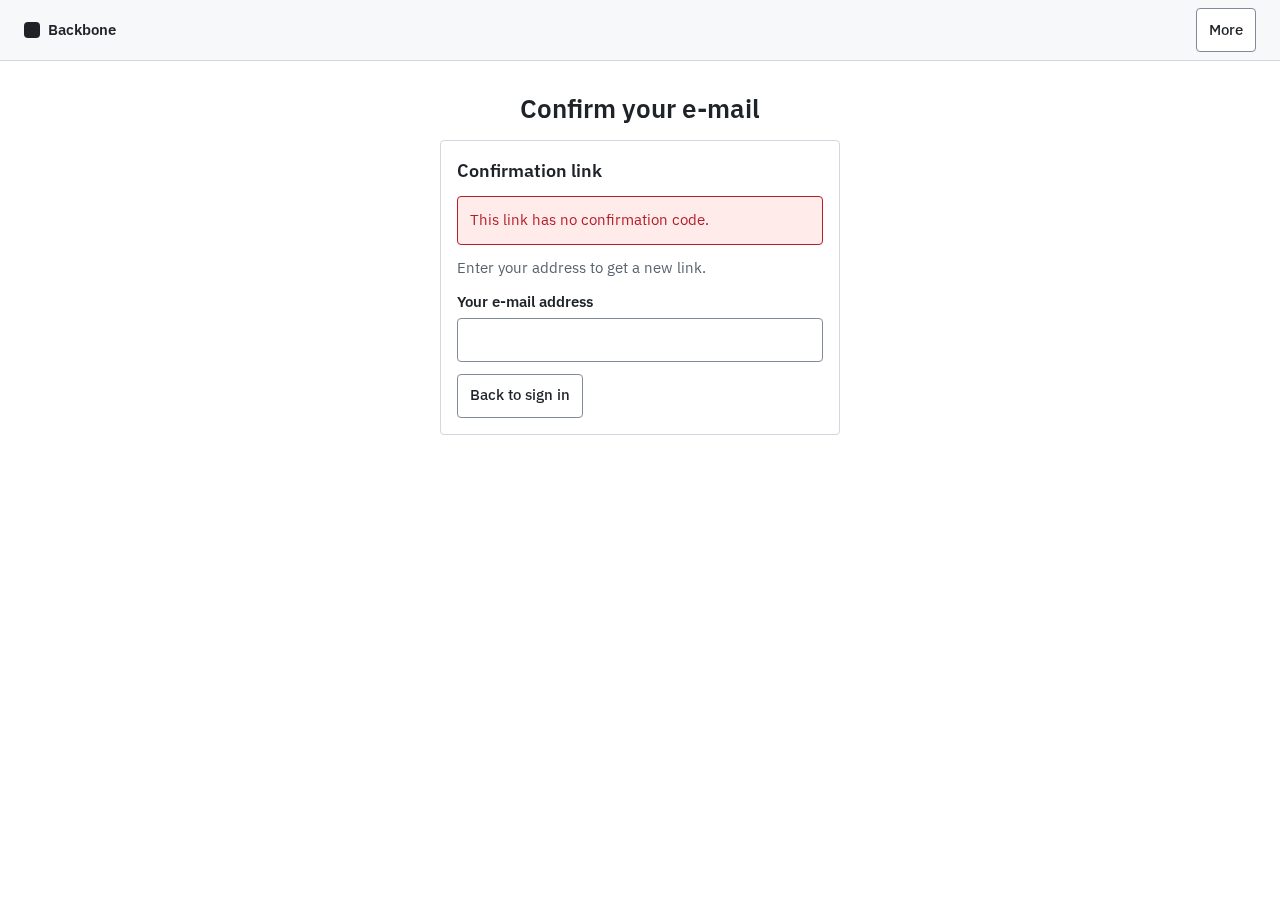 Backbone
More
Confirm your e-mail
Confirmation link
This link has no confirmation code.
Enter your address to get a new link.
Your e-mail address
Back to sign in